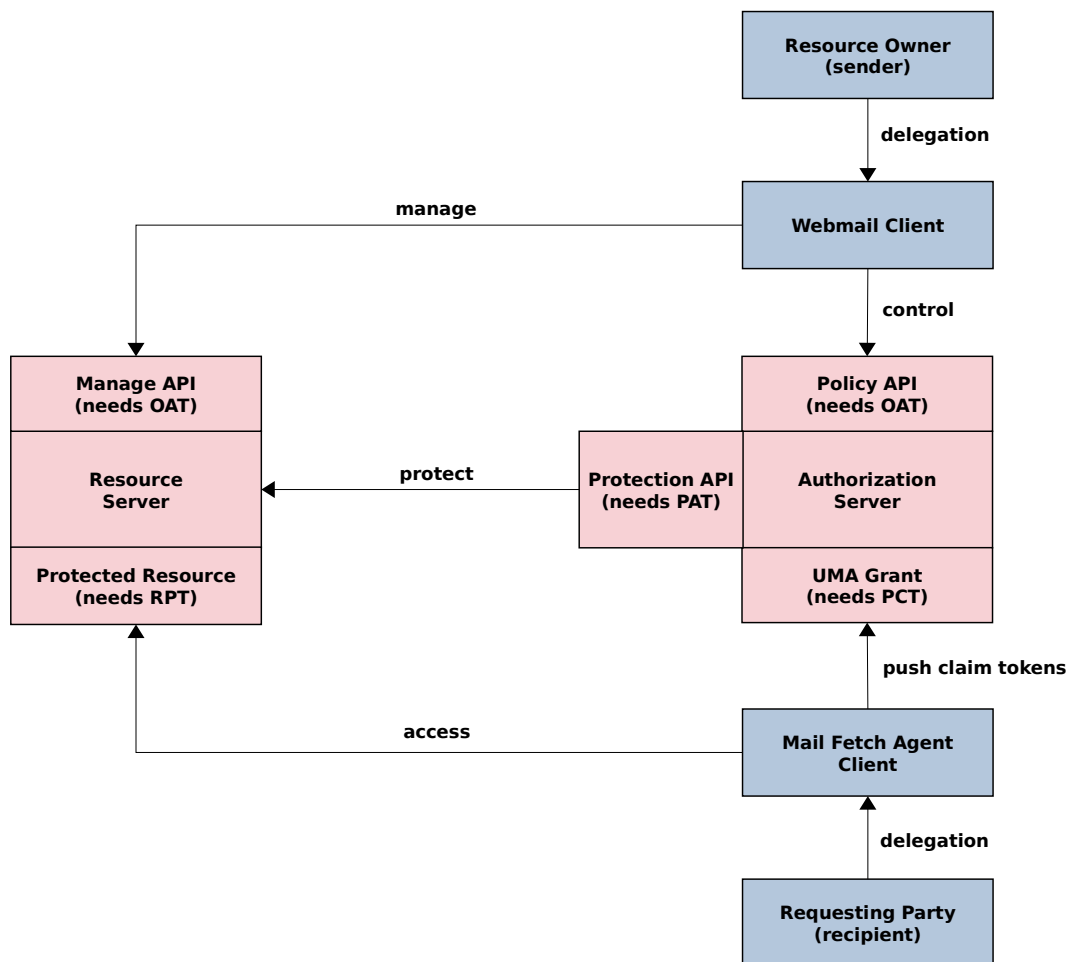 Resource Owner
(sender)
delegation
Webmail Client
manage
control
Manage API
(needs OAT)
Policy API
(needs OAT)
Resource
Server
protect
Protection API
(needs PAT)
Authorization
Server
Protected Resource
(needs RPT)
UMA Grant
(needs PCT)
push claim tokens
access
Mail Fetch Agent
Client
delegation
Requesting Party
(recipient)